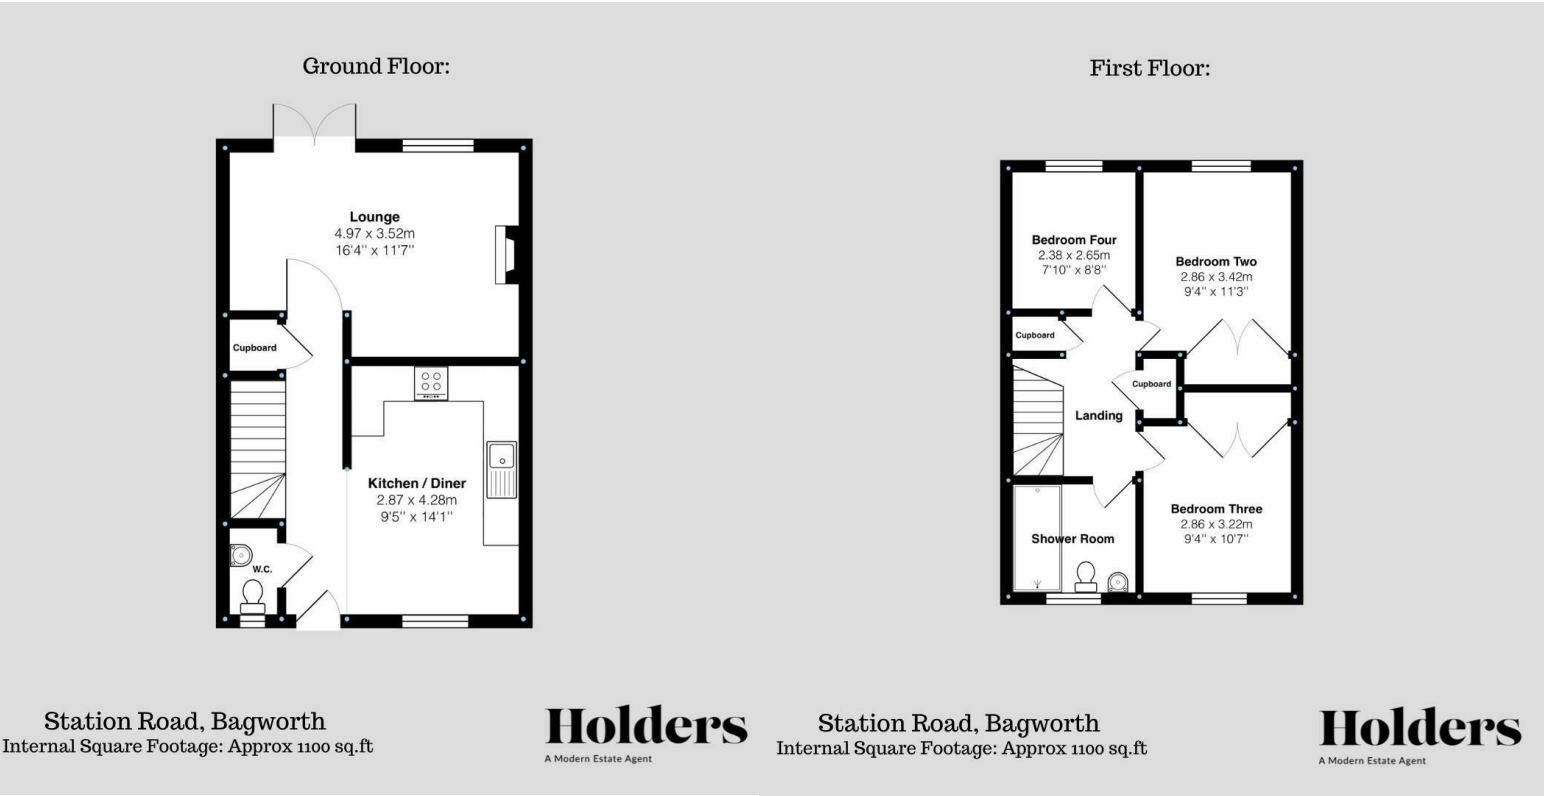 Ground Floor:
Lounge
4.97 x 3.52m
16'4'' x 11'7''
Cupboard
Kitchen / Diner
2.87 x 4.28m
9'5'' x 14'1''
W.C.
Station Road, Bagworth
Internal Square Footage: Approx 1100 sq.ft
Holders
A Modern Estate Agent
First Floor:
Bedroom Four
2.38 x 2.65m
7'10'' x 8'8''
Bedroom Two
2.86 x 3.42m
9'4'' x 11'3''
Cupboard
Cupboard
Landing
Bedroom Three
2.86 x 3.22m
9'4'' x 10'7''
Shower Room
Station Road, Bagworth
Internal Square Footage: Approx 1100 sq.ft
Holders
A Modern Estate Agent